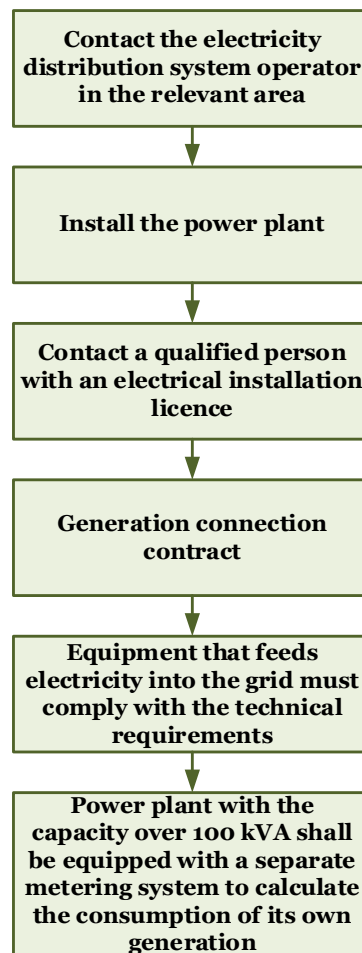 Contact the electricity
distribution system operator
in the relevant area
Install the power plant
Contact a qualified person
with an electrical installation
licence
Generation connection
contract
Equipment that feeds
electricity into the grid must
comply with the technical
requirements
Power plant with the
capacity over 100 kVA shall
be equipped with a separate
metering system to calculate
the consumption of its own
generation